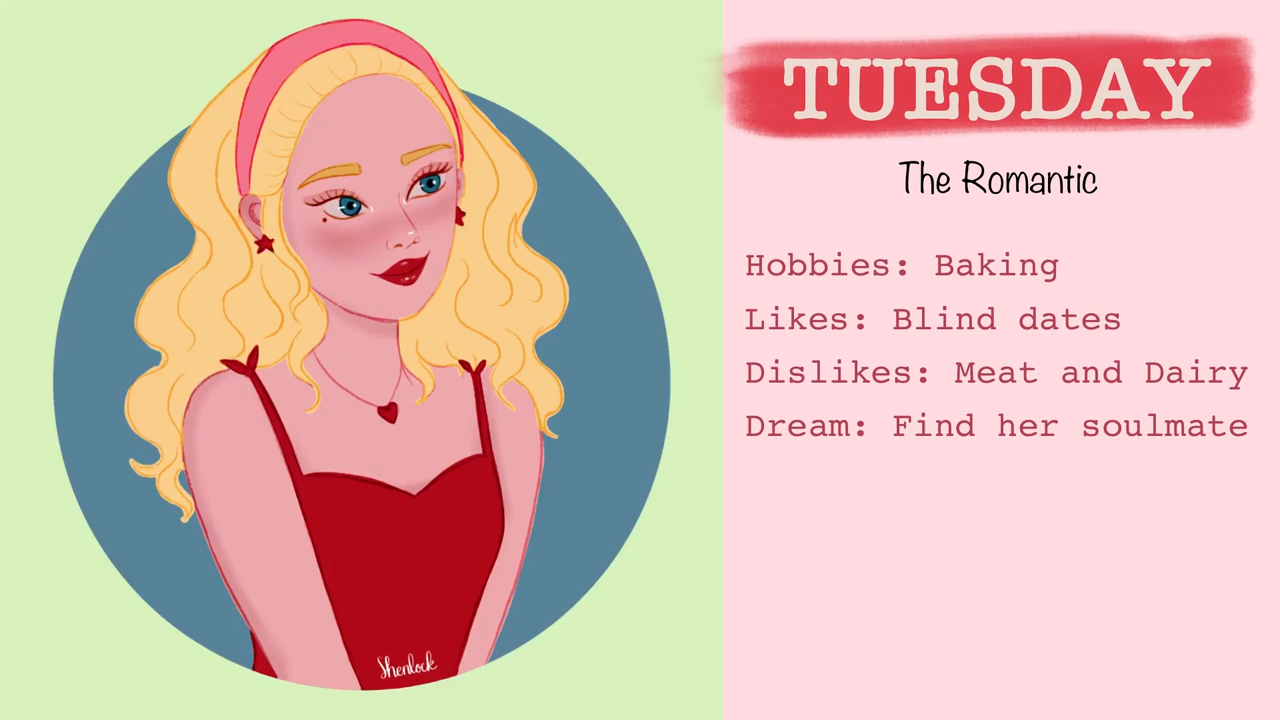 TUESDAY
The Romantic
Hobbies: Baking
Likes: Blind dates
Dislikes: Meat and Dairy
Dream: Find her soulmate
Shenlock